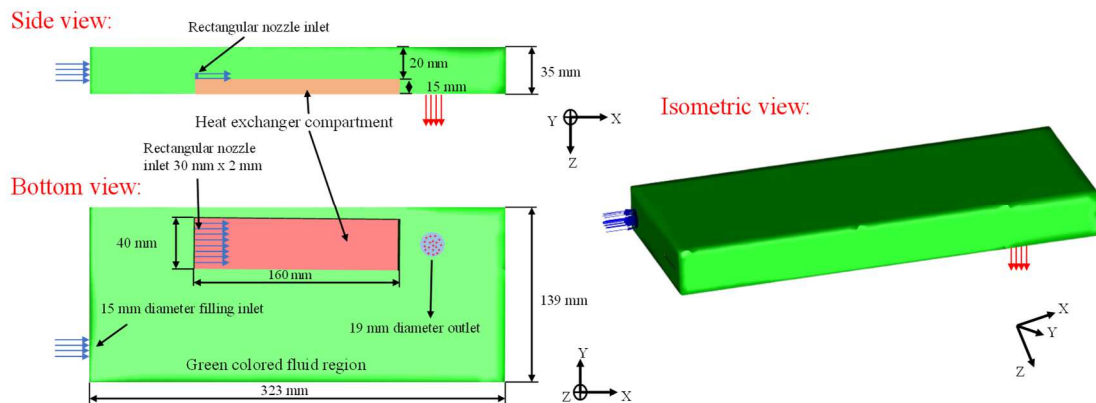 Side view:
Rectangular nozzle inlet
20 mm
35 mm
15 mm
Heat exchanger compartment
Y
X
Z
Isometric view:
Rectangular nozzle
inlet 30 mm x 2 mm
Bottom view:
40 mm
160 mm
139 mm
15 mm diameter filling inlet
19 mm diameter outlet
Green colored fluid region
Y
Z
X
323 mm
X
Y
Z